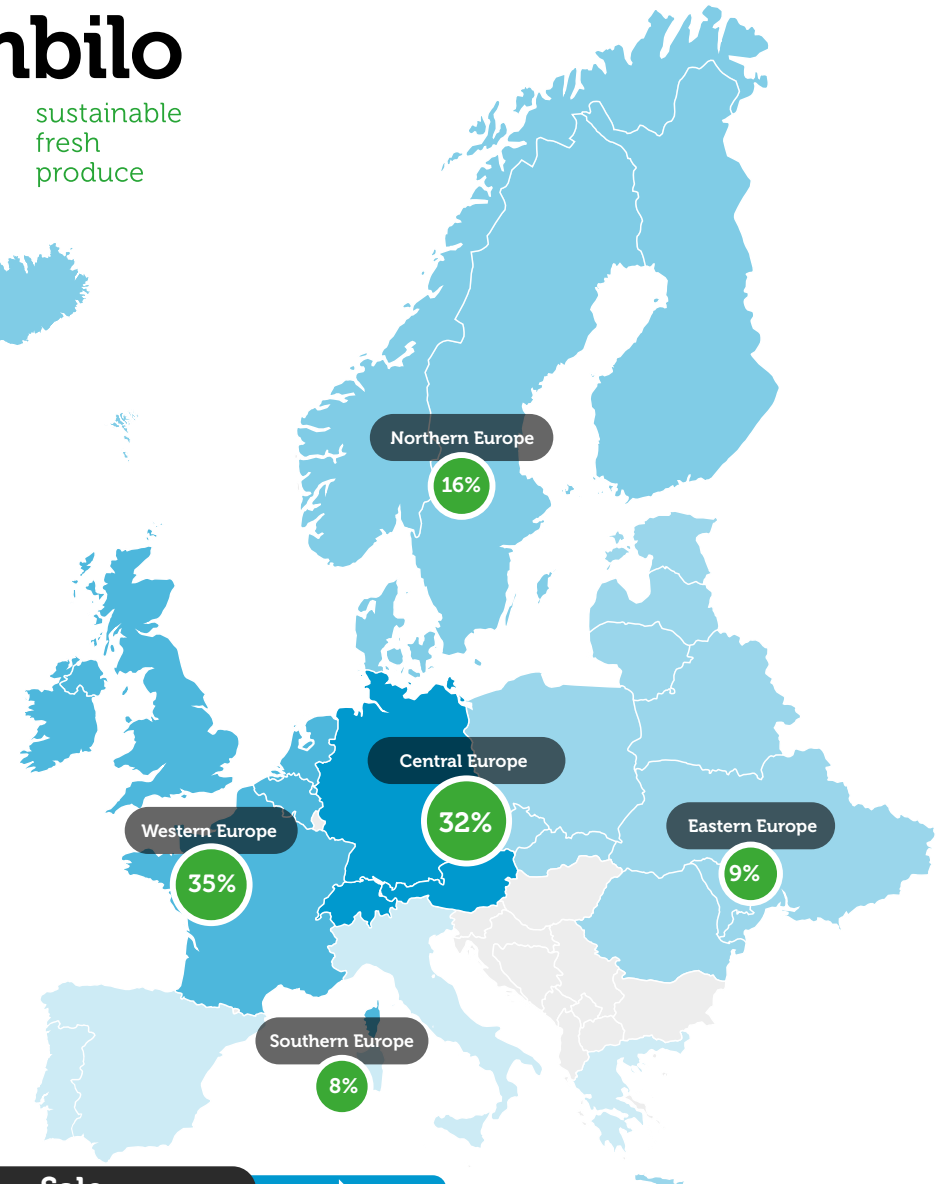 nbilo
sustainable
fresh
produce
Northern Europe
16%
Central Europe
32%
Western Europe
35%
Eastern Europe
9%
Southern Europe
8%